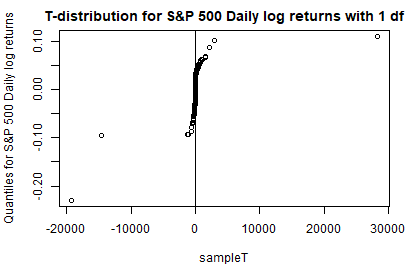 T-distribution for S&P 500 Daily log returns with 1 df
Quantiles for S&P 500 Daily log returns
0.10
0.00
-0.10
-0.20
-20000 -10000 0 10000 20000 30000
sampleT